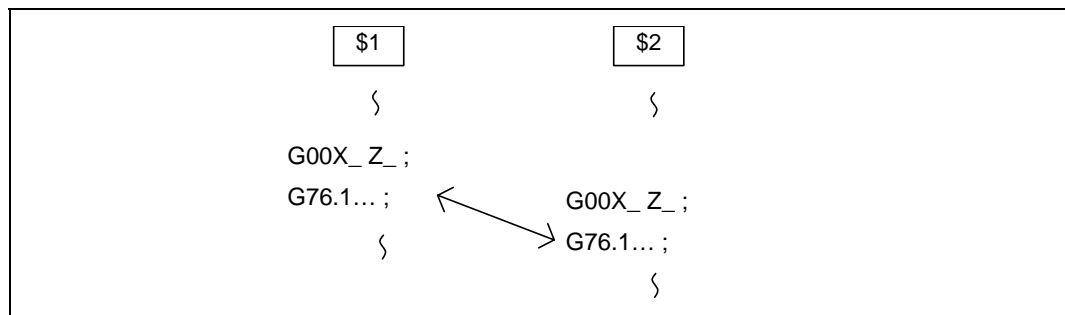 $1 $2
G00X_ Z_ ;
G76.1… ;
G00X_ Z_ ;
G76.1… ;